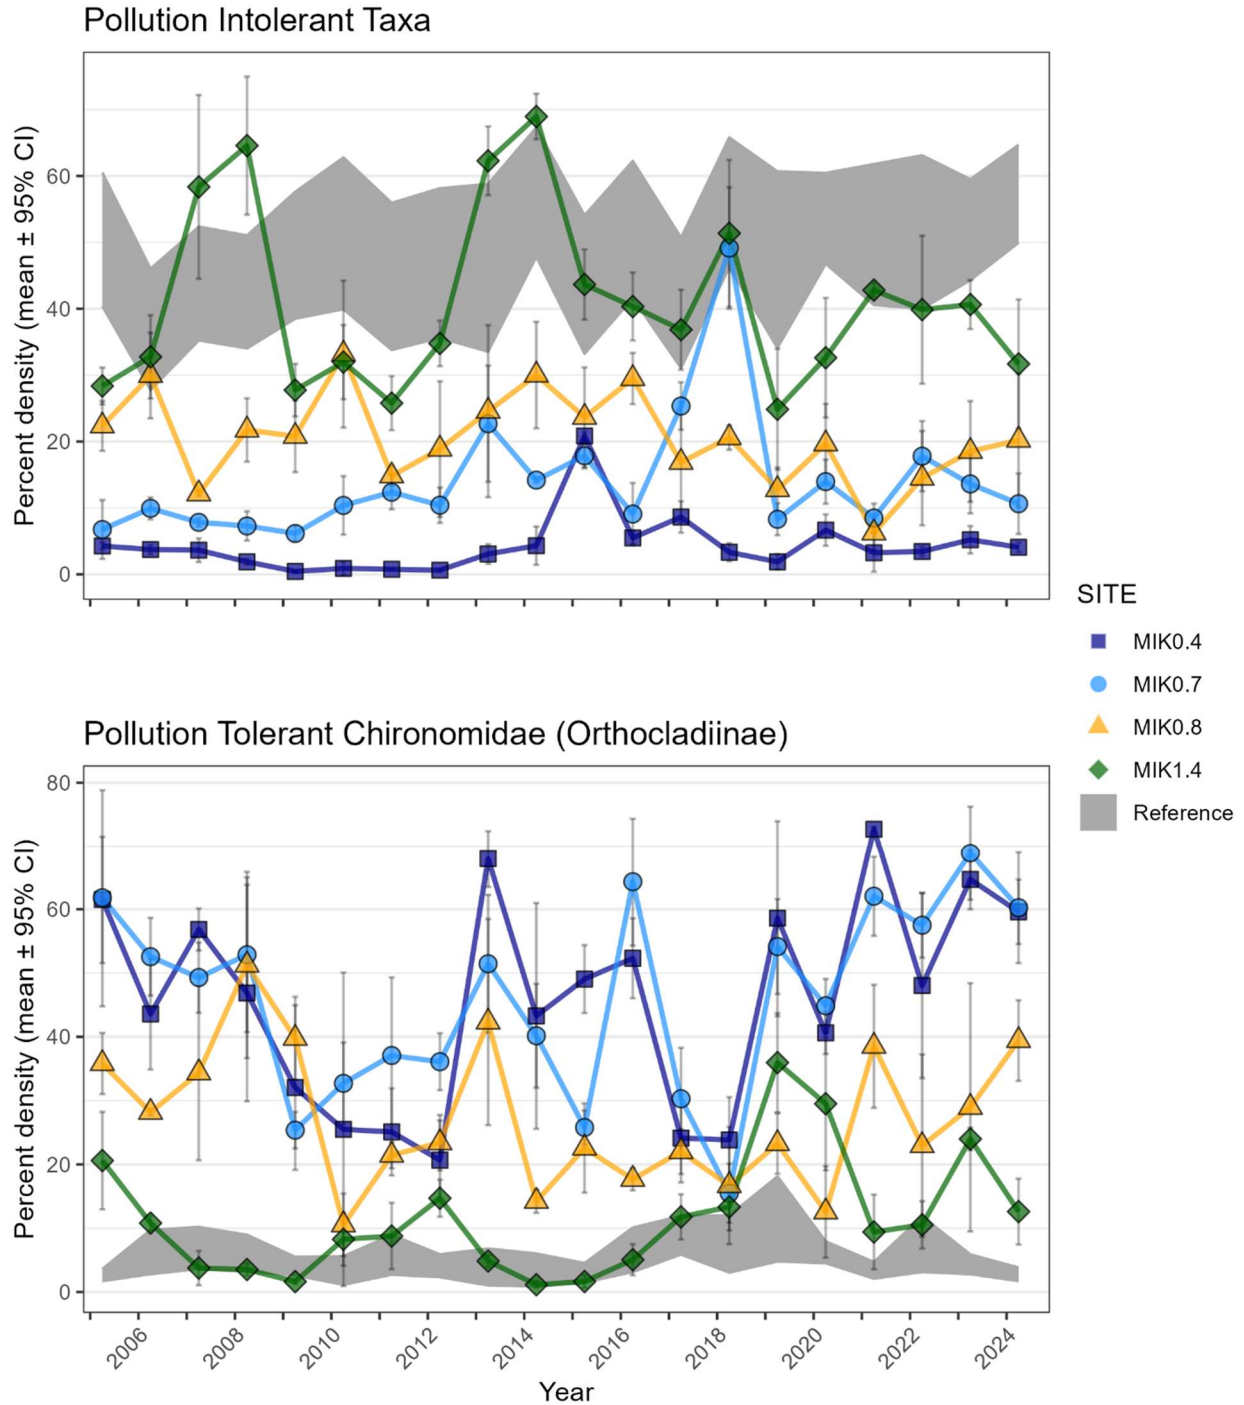 Pollution Intolerant Taxa
Percent density (mean ± 95% CI)
60
40
20
0
SITE
MIK0.4
MIK0.7
MIK0.8
MIK1.4
Reference
Pollution Tolerant Chironomidae (Orthocladiinae)
Percent density (mean ± 95% CI)
80
60
40
20
0
2006 2008 2010 2012 2014 2016 2018 2020 2022 2024
Year